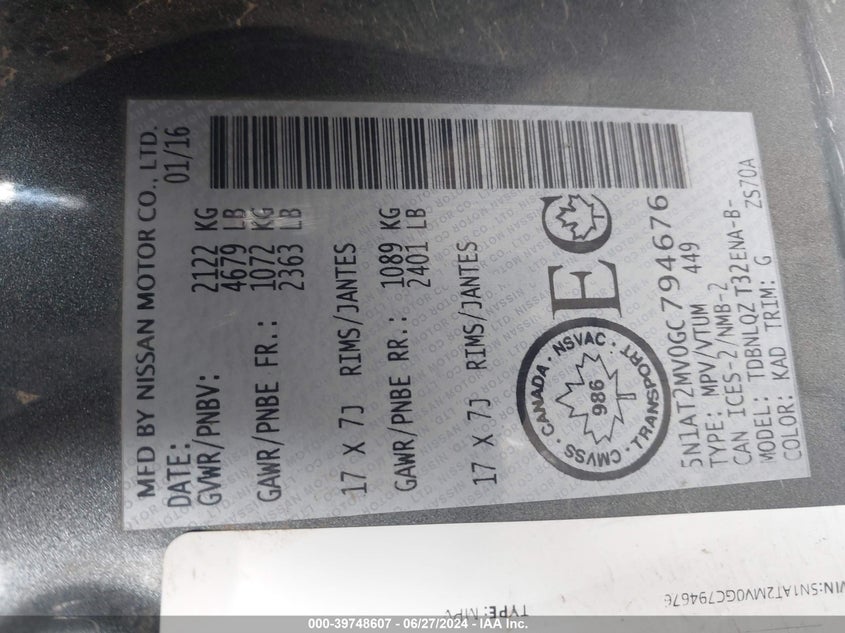 MFD BY NISSAN MOTOR CO., LTD.
DATE: 01/16
GVWR/PNBV: 2122 KG
4679 LB
GAWR/PNBE FR.: 1072 KG
2363 LB
17 X 7J RIMS/JANTES
GAWR/PNBE RR.: 1089 KG
2401 LB
17 X 7J RIMS/JANTES
CANADA · NSVAC · TRANSPORT · CMVSS ·
986
EC
5N1AT2MV0GC794676
TYPE: MPV/VTUM 449
CAN ICES-2/NMB-2
MODEL: TDBNLQZ T32ENA-B-
COLOR: KAD TRIM: G ZS70A
VIN:5N1AT2MV0GC794676
TYPE: MPV
000-39748607 - 06/27/2024 - IAA Inc.